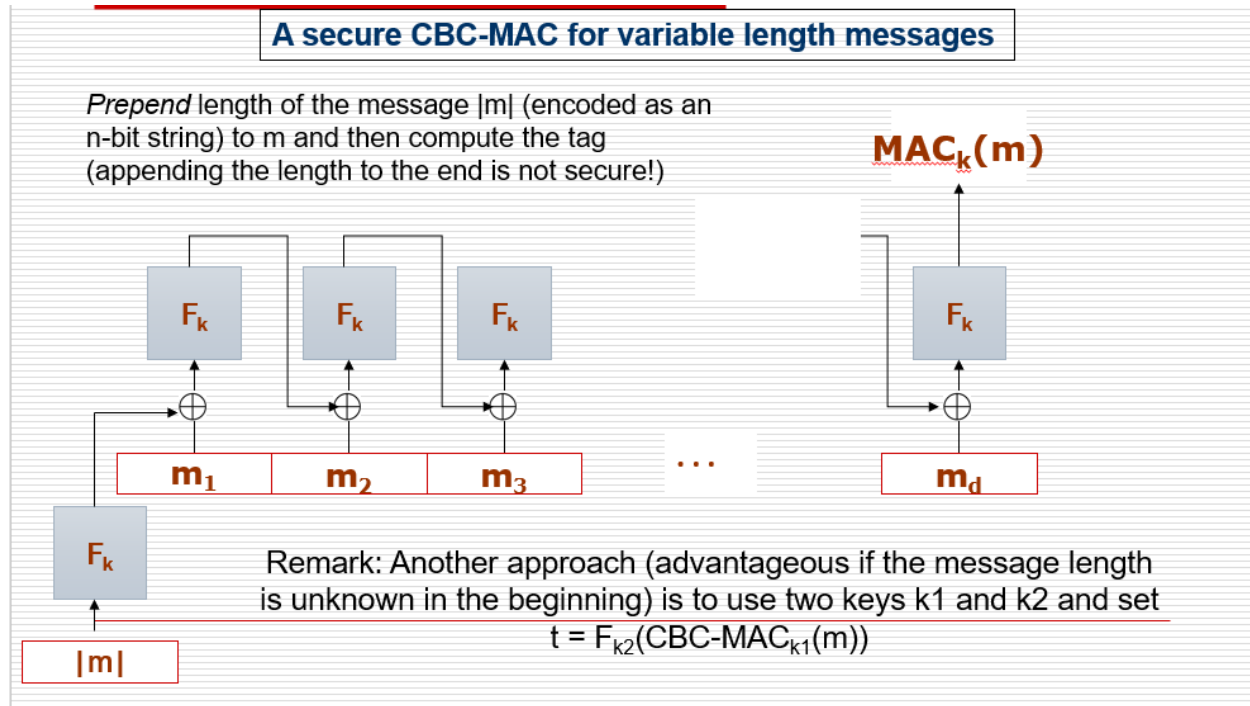 A secure CBC-MAC for variable length messages
Prepend length of the message |m| (encoded as an
n-bit string) to m and then compute the tag
(appending the length to the end is not secure!)
MACk(m)
Fk Fk Fk Fk
m1 m2 m3 ... md
Fk
Remark: Another approach (advantageous if the message length
is unknown in the beginning) is to use two keys k1 and k2 and set
t = Fk2(CBC-MACk1(m))
|m|